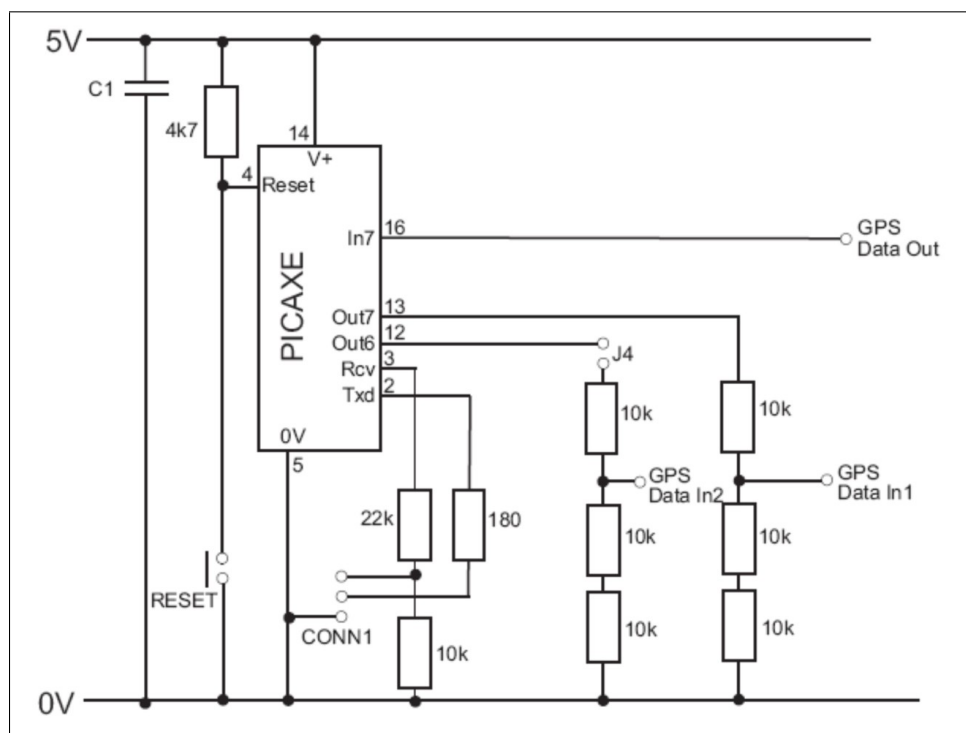 5V
C1
4k7
14
V+
4
Reset
16
In7
GPS
Data Out
PICAXE
13
Out7
12
Out6
J4
3
Rcv
2
Txd
10k
10k
0V
5
GPS
Data In2
GPS
Data In1
22k
180
10k
10k
RESET
CONN1
10k
10k
10k
0V